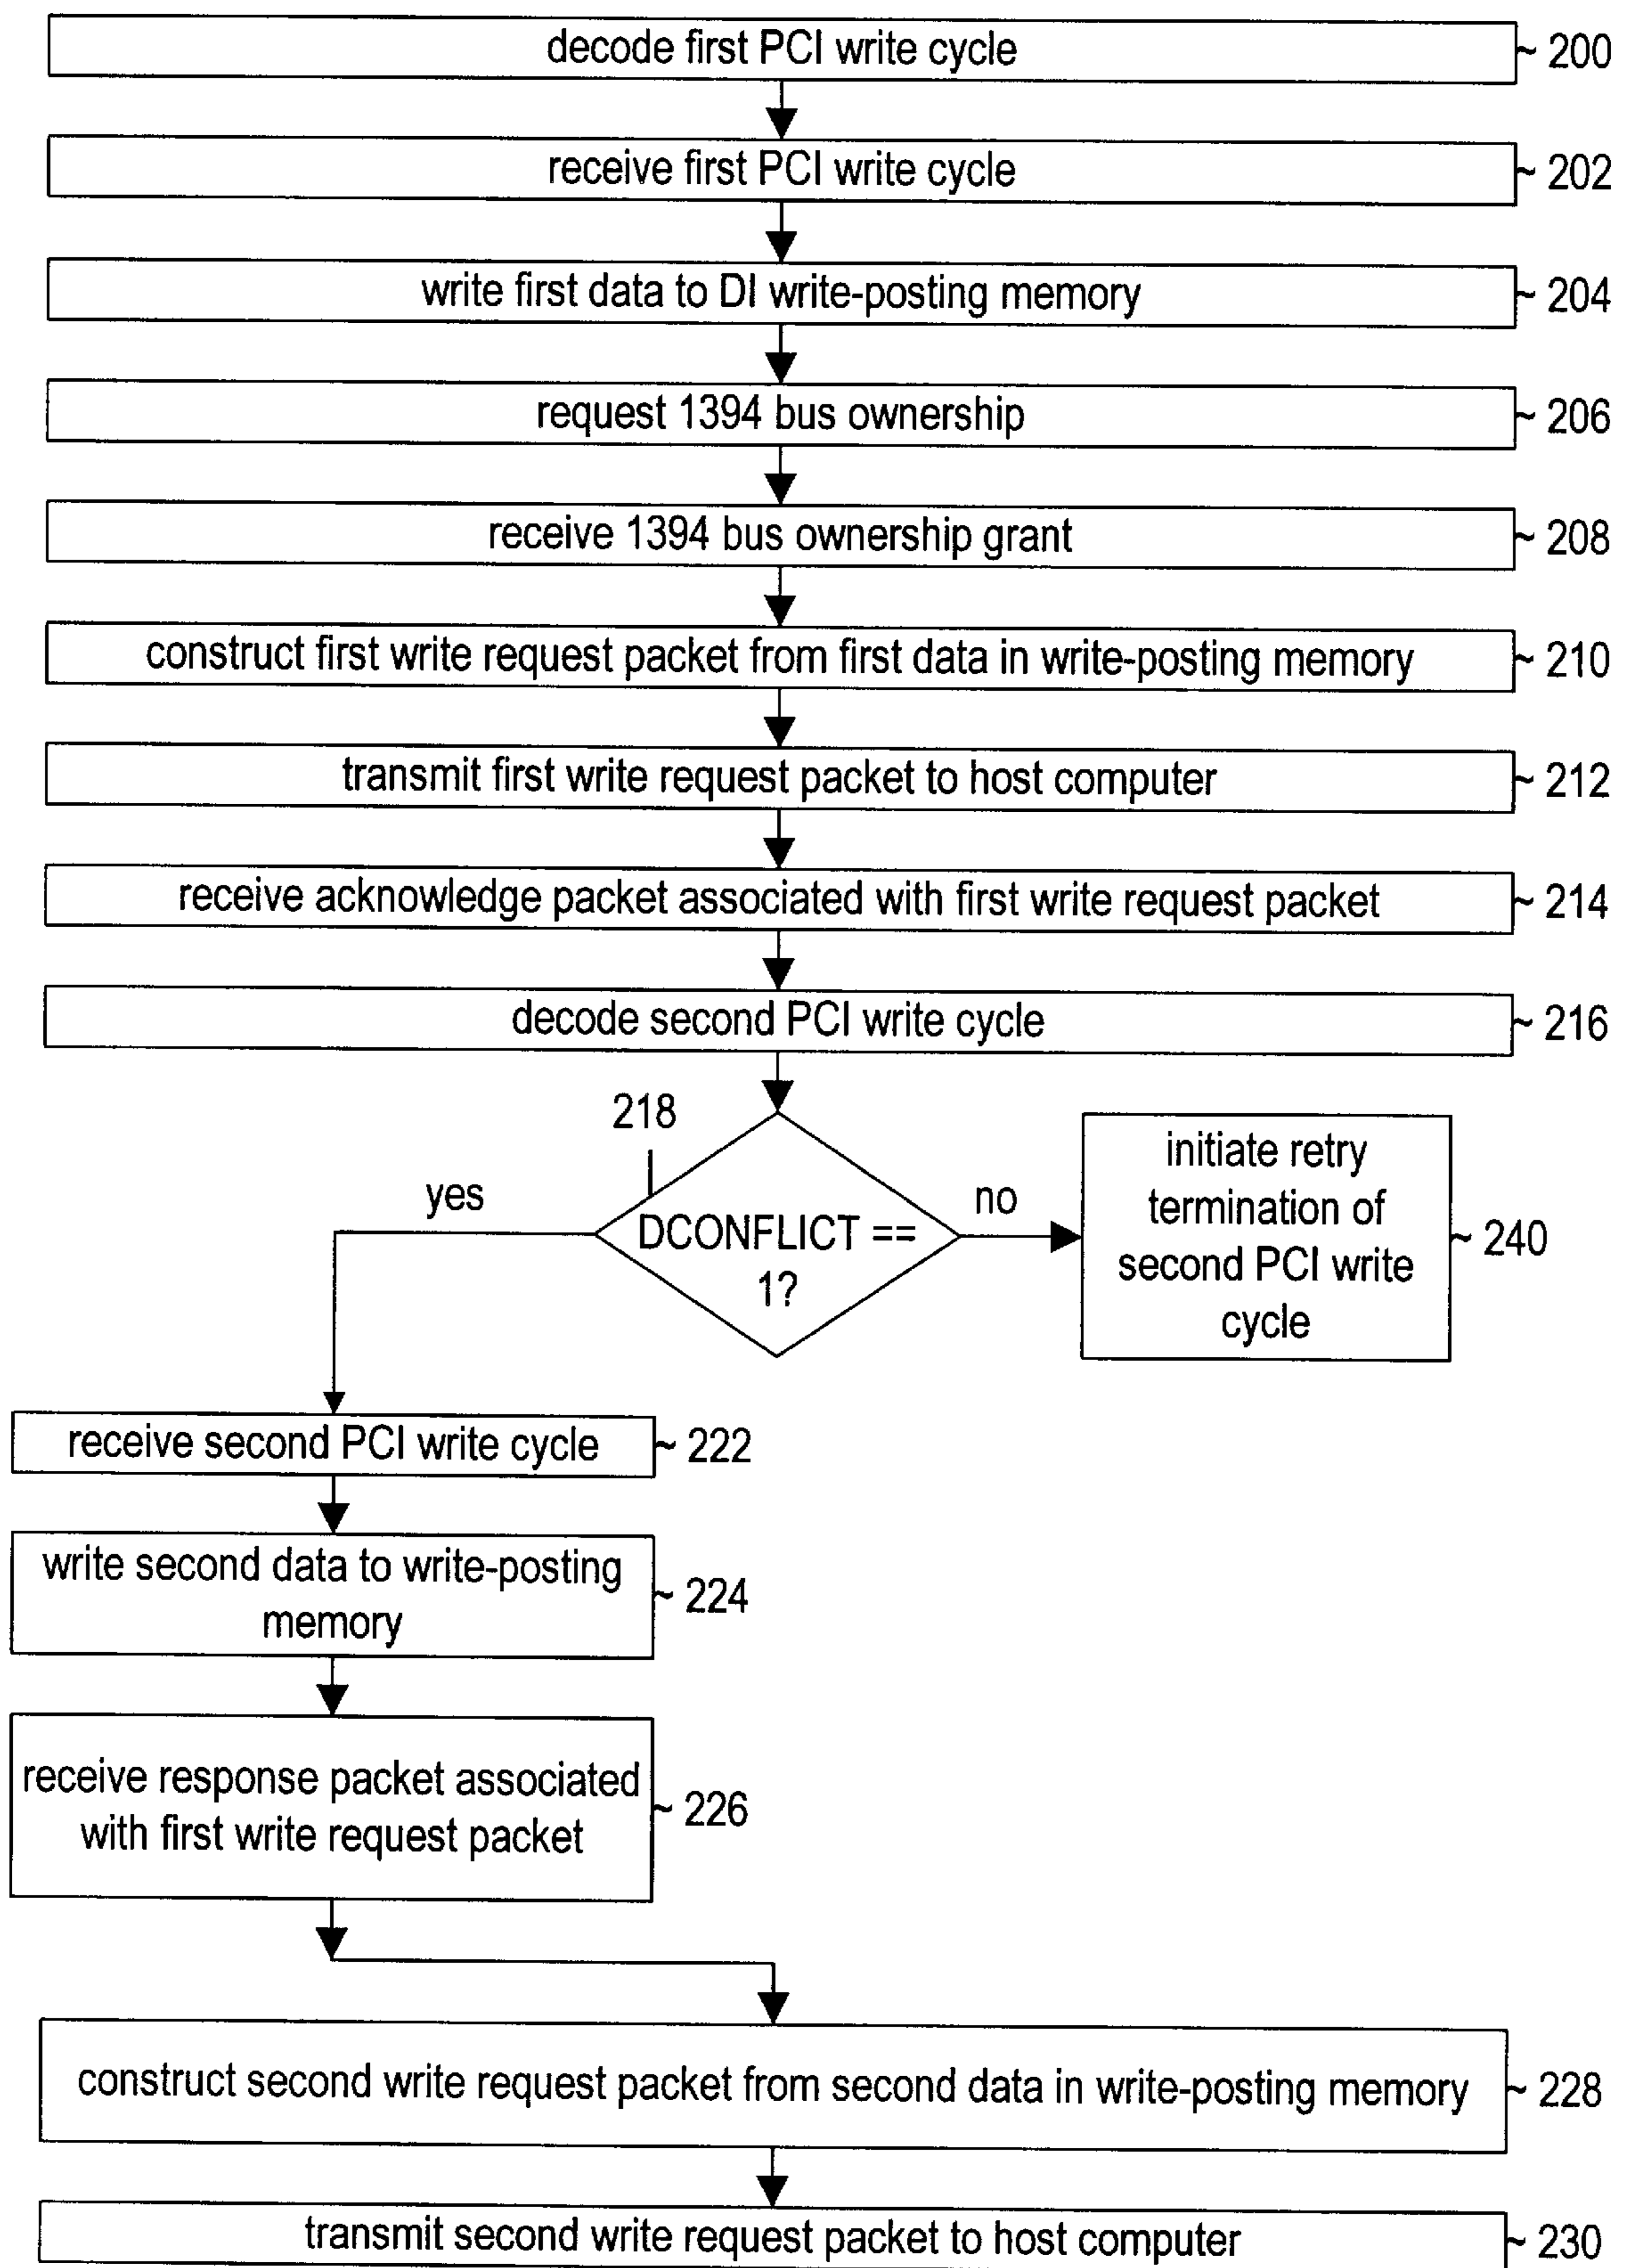 decode first PCI write cycle ~ 200
receive first PCI write cycle ~ 202
write first data to DI write-posting memory ~ 204
request 1394 bus ownership ~ 206
receive 1394 bus ownership grant ~ 208
construct first write request packet from first data in write-posting memory ~ 210
transmit first write request packet to host computer ~ 212
receive acknowledge packet associated with first write request packet ~ 214
decode second PCI write cycle ~ 216
218
yes
DCONFLICT ==
1?
no
initiate retry
termination of
second PCI write
cycle
~ 240
receive second PCI write cycle ~ 222
write second data to write-posting
memory
~ 224
receive response packet associated
with first write request packet
~ 226
construct second write request packet from second data in write-posting memory ~ 228
transmit second write request packet to host computer ~ 230